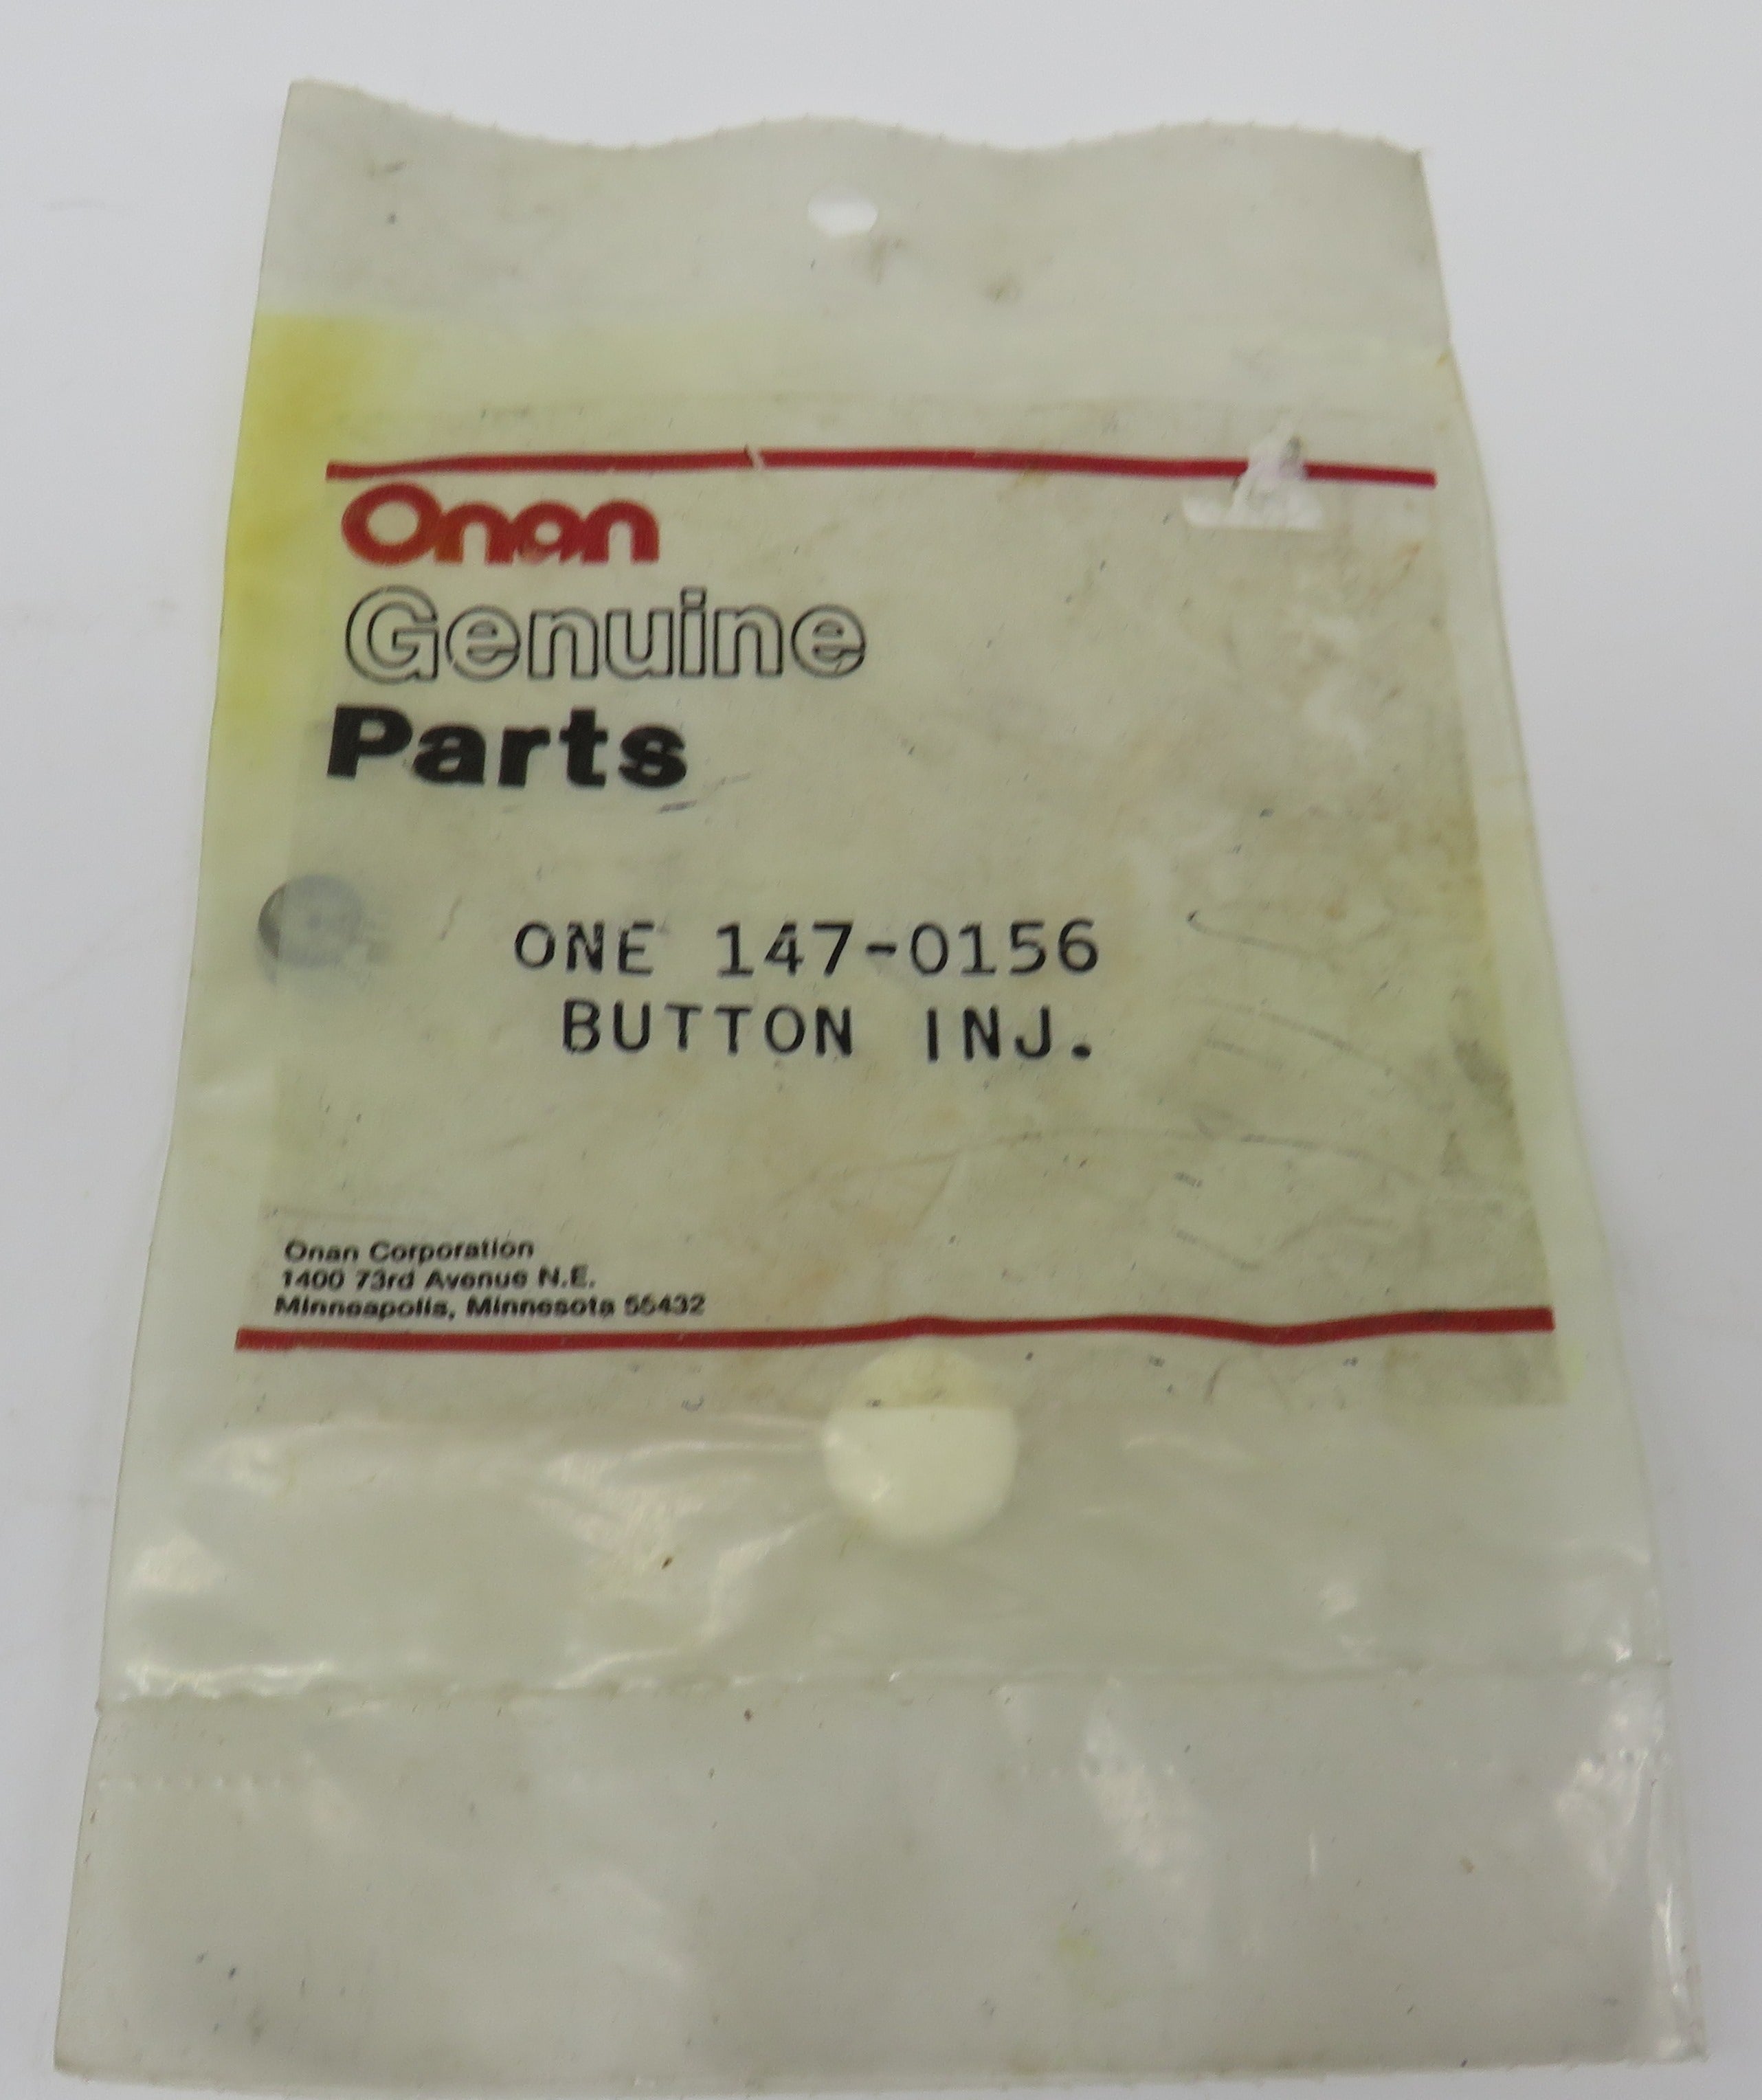 Onan
Genuine
Parts
ONE 147-0156
BUTTON INJ.
Onan Corporation
1400 73rd Avenue N.E.
Minneapolis, Minnesota 55432